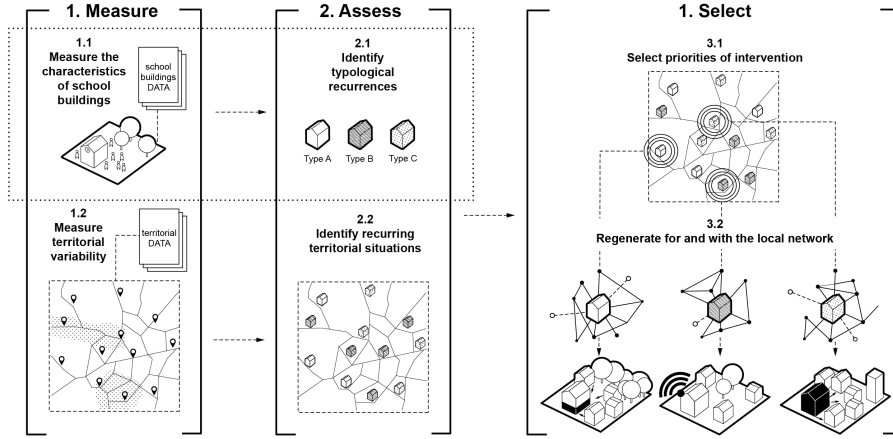 1. Measure
1.1
Measure the
characteristics
of school
buildings
school
buildings
DATA
1.2
Measure
territorial
variability
territorial
DATA
2. Assess
2.1
Identify
typological
recurrences
Type A
Type B
Type C
2.2
Identify recurring
territorial situations
1. Select
3.1
Select priorities of intervention
3.2
Regenerate for and with the local network